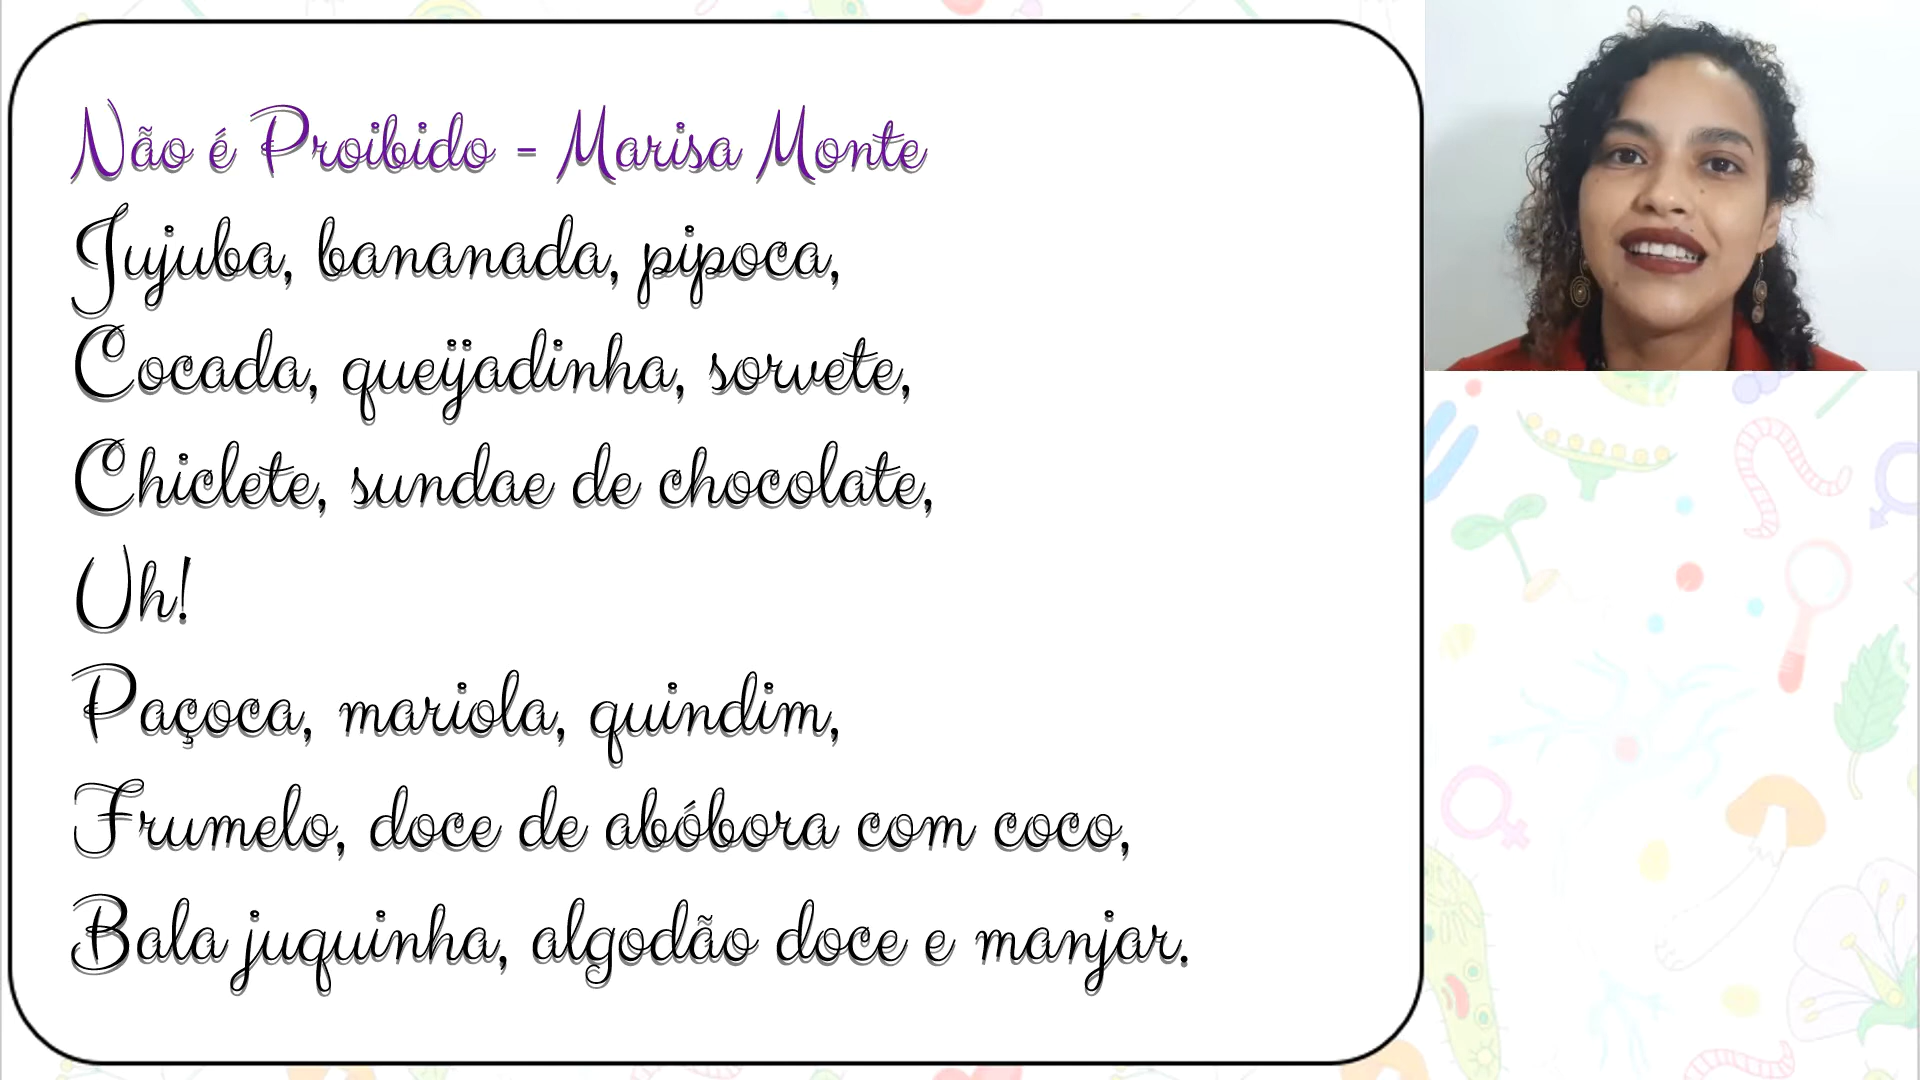 Não é Proibido - Marisa Monte
Jujuba, bananada, pipoca,
Cocada, queijadinha, sorvete,
Chiclete, sundae de chocolate,
Uh!
Paçoca, mariola, quindim,
Frumelo, doce de abóbora com coco,
Bala juquinha, algodão doce e manjar.